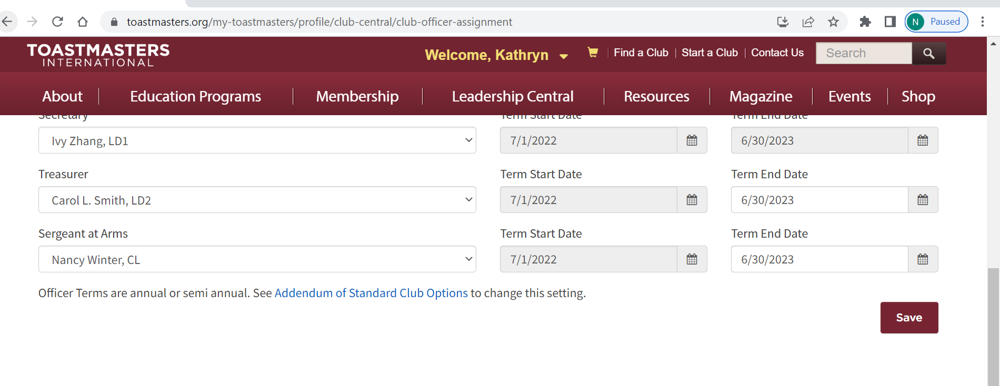 toastmasters.org/my-toastmasters/profile/club-central/club-officer-assignment
N Paused
TOASTMASTERS
INTERNATIONAL
Welcome, Kathryn
Find a Club | Start a Club | Contact Us
Search
About Education Programs Membership Leadership Central Resources Magazine Events Shop
Secretary Term Start Date Term End Date
Ivy Zhang, LD1 7/1/2022 6/30/2023
Treasurer Term Start Date Term End Date
Carol L. Smith, LD2 7/1/2022 6/30/2023
Sergeant at Arms Term Start Date Term End Date
Nancy Winter, CL 7/1/2022 6/30/2023
Officer Terms are annual or semi annual. See Addendum of Standard Club Options to change this setting.
Save